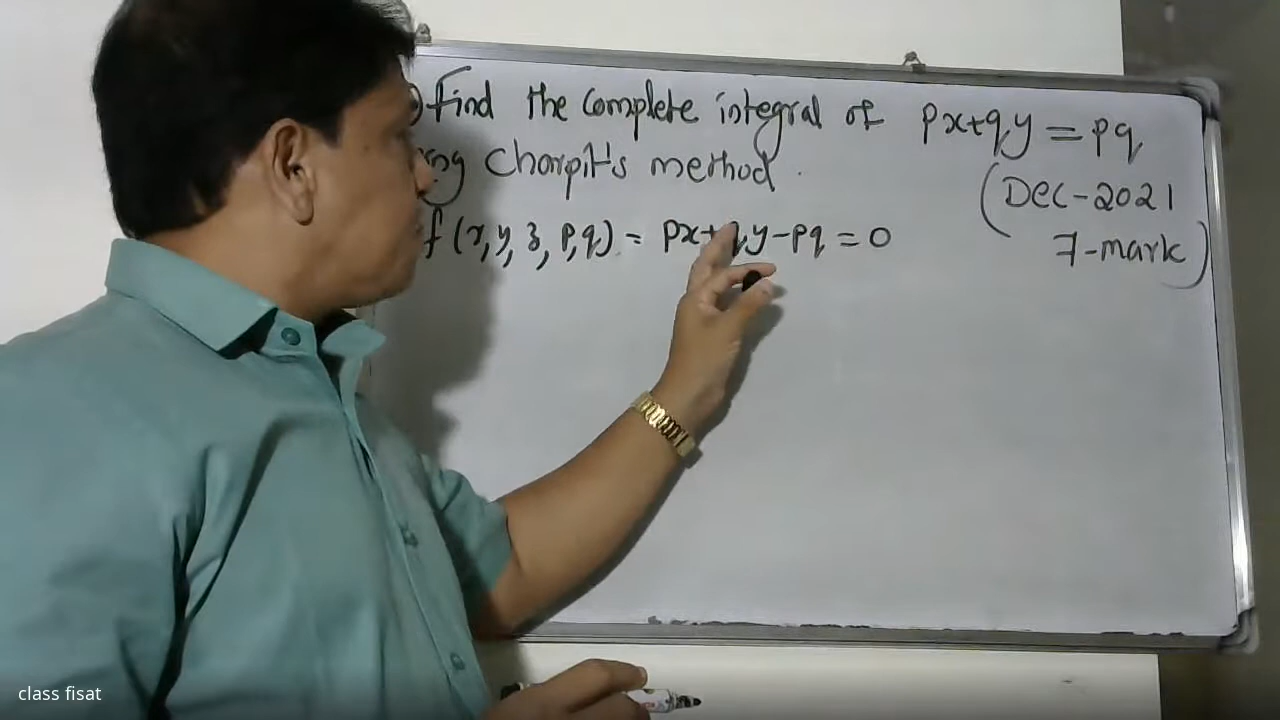 ) Find the complete integral of px+qy=pq
Charpit's method.
(Dec-2021
7-mark)
f(x,y,z,p,q) = px+qy-pq=0
class fisat